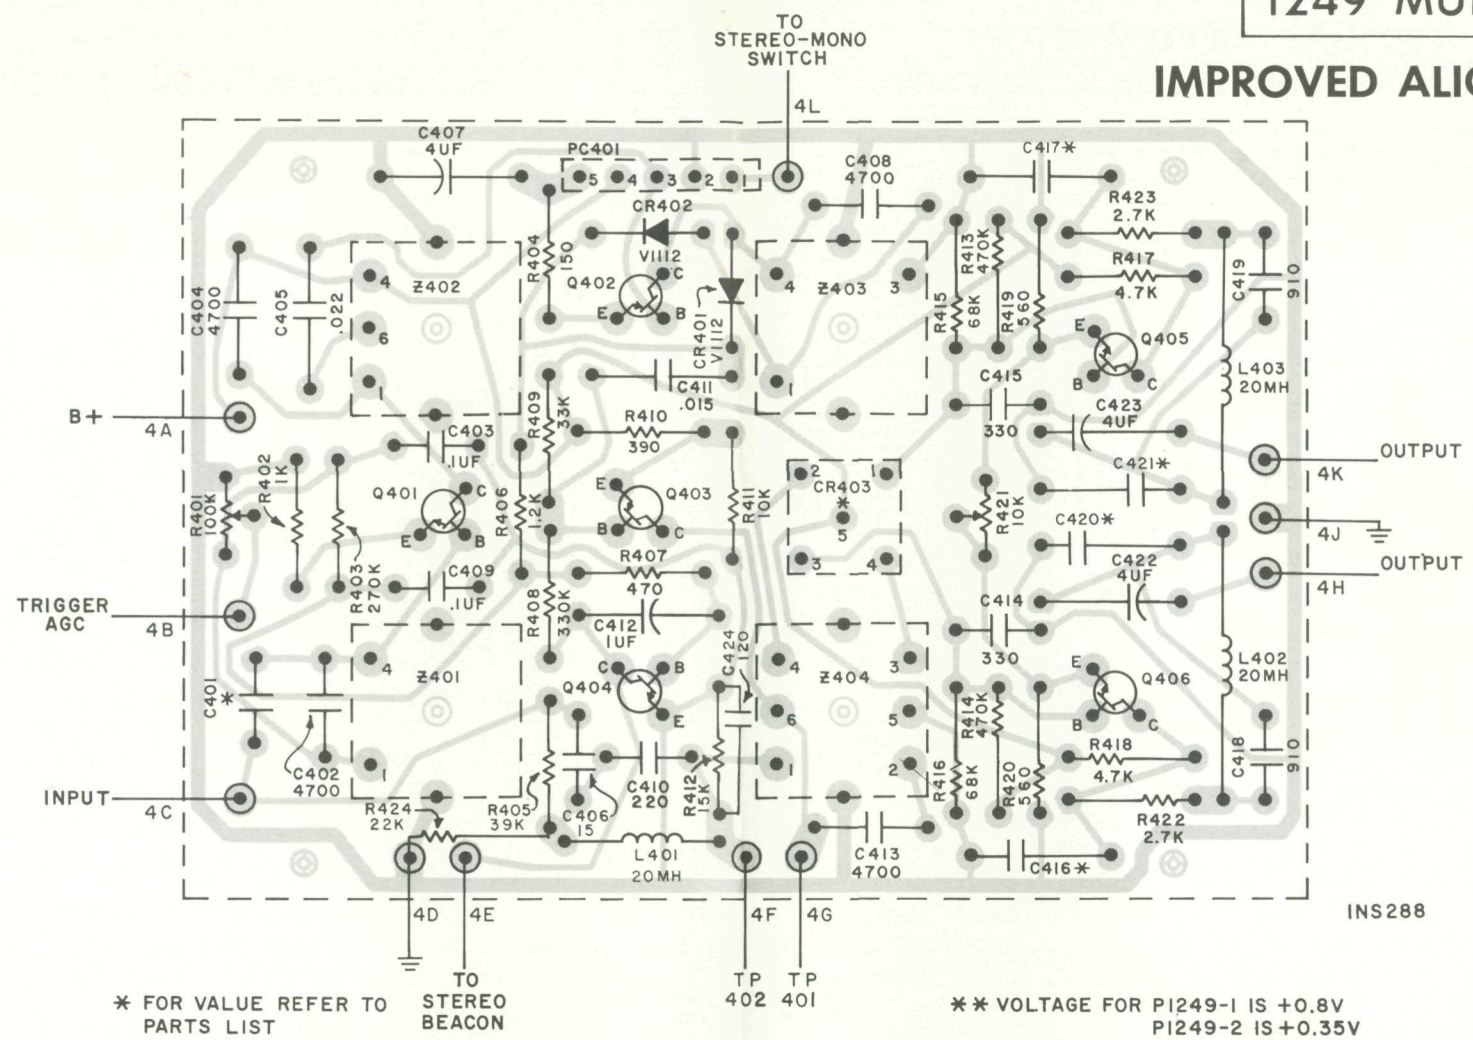 IMPROVED
TO
STEREO-MONO
SWITCH
4L
C407
4UF
PC401
5 4 3 2 1
C408
4700
C417*
R423
2.7K
CR402
V1112
R404
150
Q402
C
E
B
CR401
V1112
Z402
4
6
1
Z403
4
3
1
R413
470K
R415
68K
R419
560
R417
4.7K
C419
910
E
Q405
B
C
C404
4700
C405
.022
L403
20MH
B+
4A
C403
.1UF
R409
33K
C411
.015
R410
390
C415
330
C423
4UF
C421*
OUTPUT
4K
R401
100K
R402
1K
R403
270K
Q401
C
E
B
R406
1.2K
E
Q403
B
C
R411
10K
2
1
CR403
*
5
3
4
R421
10K
C420*
4J
C422
4UF
OUTPUT
4H
TRIGGER
AGC
4B
C409
.1UF
R407
470
R408
330K
C412
1UF
C424
120
C414
330
C401
*
C402
4700
4
Z401
1
C
B
Q404
E
4
Z404
3
6
5
1
2
E
Q406
B
C
L402
20MH
R414
470K
R416
68K
R420
560
R418
4.7K
C418
910
INPUT
4C
R424
22K
R405
39K
C406
15
C410
220
R412
15K
R422
2.7K
L401
20MH
C413
4700
C416*
4D
4E
4F
4G
INS288
TO
STEREO
BEACON
TP
402
TP
401
* FOR VALUE REFER TO
PARTS LIST
** VOLTAGE FOR P1249-1 IS +0.8V
P1249-2 IS +0.35V